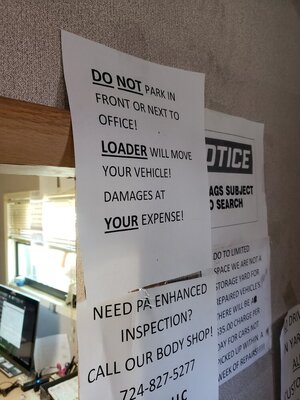 DO NOT PARK IN
FRONT OR NEXT TO
OFFICE!
LOADER WILL MOVE
YOUR VEHICLE!
DAMAGES AT
YOUR EXPENSE!
NEED PA ENHANCED
INSPECTION?
CALL OUR BODY SHOP!
724-827-5277
LLC
OTICE
AGS SUBJECT
O SEARCH
DO TO LIMITED
SPACE WE ARE NOT A
STORAGE YARD FOR
REPAIRED VEHICLES.
THERE WILL BE A
$35.00 CHARGE PER
DAY FOR CARS NOT
PICKED UP WITHIN A
WEEK OF REPAIRS!!!